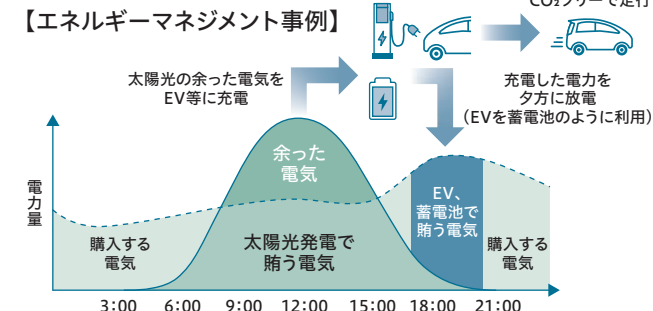 CO₂フリーで走行
【エネルギーマネジメント事例】
太陽光の余った電気を
EV等に充電
充電した電力を
夕方に放電
(EVを蓄電池のように利用)
余った
電気
電力量
EV、
蓄電池で
賄う電気
購入する
電気
太陽光発電で
賄う電気
購入する
電気
3:00 6:00 9:00 12:00 15:00 18:00 21:00